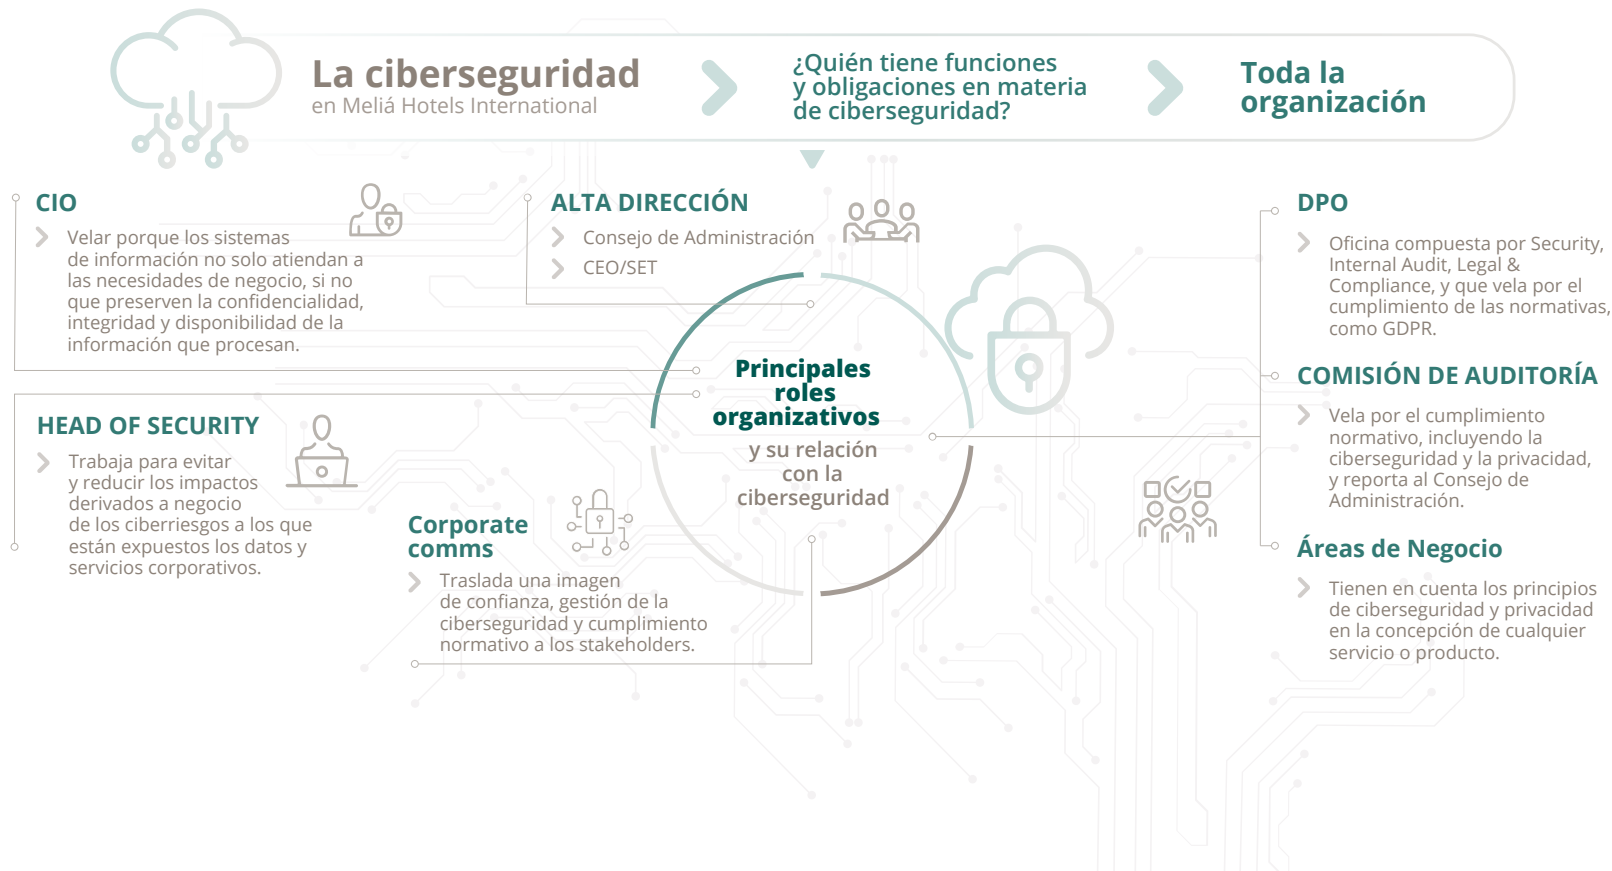 La ciberseguridad
en Meliá Hotels International
¿Quién tiene funciones
y obligaciones en materia
de ciberseguridad?
Toda la
organización
CIO
Velar porque los sistemas
de información no solo atiendan a
las necesidades de negocio, si no
que preserven la confidencialidad,
integridad y disponibilidad de la
información que procesan.
HEAD OF SECURITY
Trabaja para evitar
y reducir los impactos
derivados a negocio
de los ciberriesgos a los que
están expuestos los datos y
servicios corporativos.
ALTA DIRECCIÓN
Consejo de Administración
CEO/SET
Principales
roles
organizativos
y su relación
con la
ciberseguridad
Corporate
comms
Traslada una imagen
de confianza, gestión de la
ciberseguridad y cumplimiento
normativo a los stakeholders.
DPO
Oficina compuesta por Security,
Internal Audit, Legal &
Compliance, y que vela por el
cumplimiento de las normativas,
como GDPR.
COMISIÓN DE AUDITORÍA
Vela por el cumplimiento
normativo, incluyendo la
ciberseguridad y la privacidad,
y reporta al Consejo de
Administración.
Áreas de Negocio
Tienen en cuenta los principios
de ciberseguridad y privacidad
en la concepción de cualquier
servicio o producto.